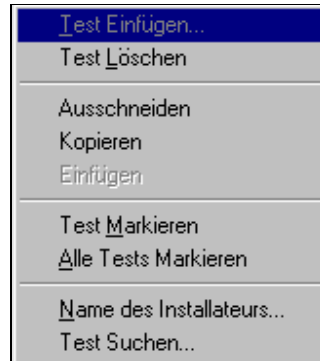 Test Einfügen...
Test Löschen
Ausschneiden
Kopieren
Einfügen
Test Markieren
Alle Tests Markieren
Name des Installateurs...
Test Suchen...